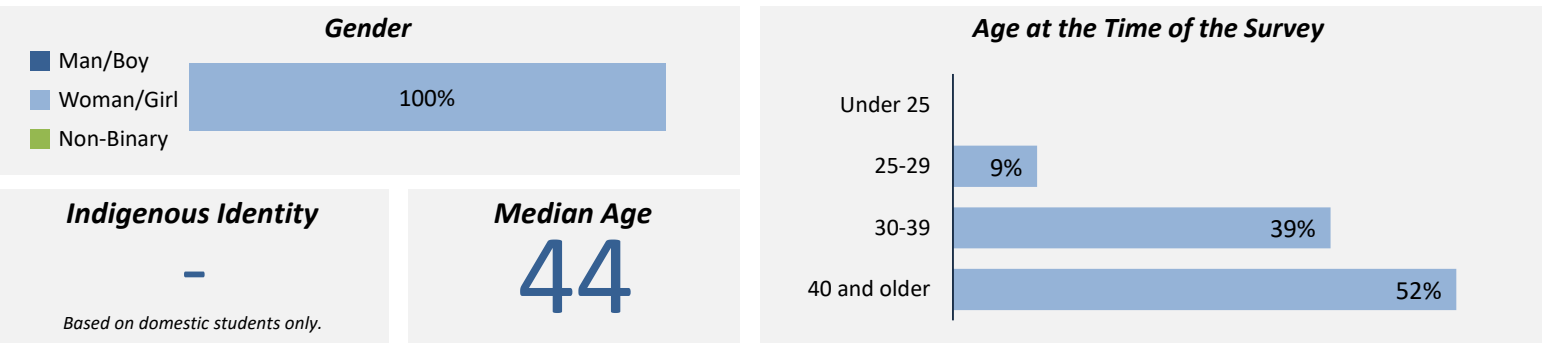 Gender
Man/Boy
Woman/Girl
Non-Binary
100%
Indigenous Identity
-
Based on domestic students only.
Median Age
44
Age at the Time of the Survey
Under 25
25-29
9%
30-39
39%
40 and older
52%